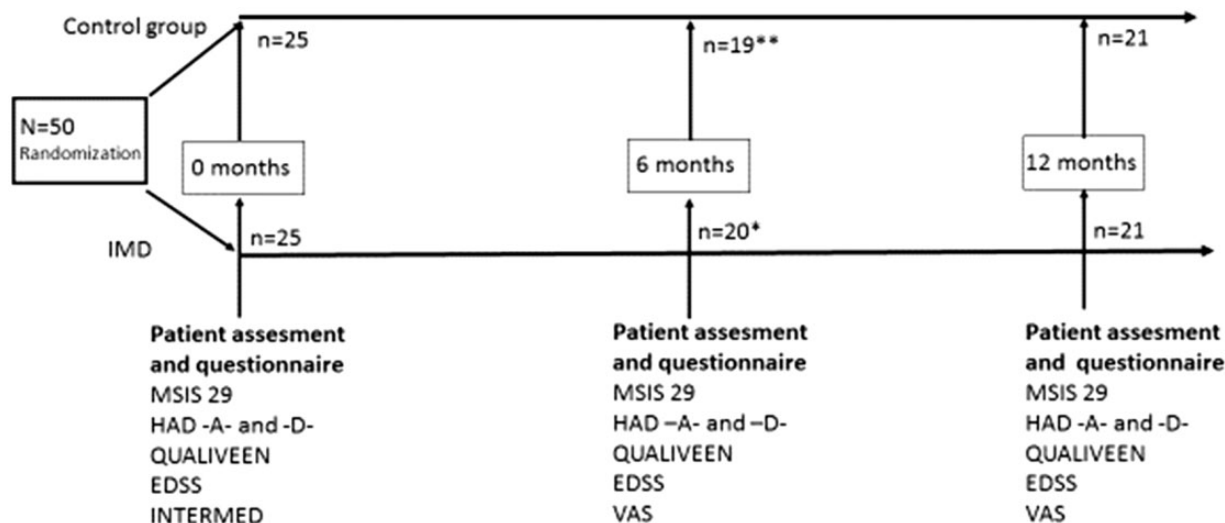 Control group
n=25
n=19**
n=21
N=50
Randomization
0 months
6 months
12 months
IMD
n=25
n=20*
n=21
Patient assesment
and questionnaire
MSIS 29
HAD -A- and -D-
QUALIVEEN
EDSS
INTERMED
Patient assesment
and questionnaire
MSIS 29
HAD –A- and –D-
QUALIVEEN
EDSS
VAS
Patient assesment
and questionnaire
MSIS 29
HAD -A- and -D-
QUALIVEEN
EDSS
VAS